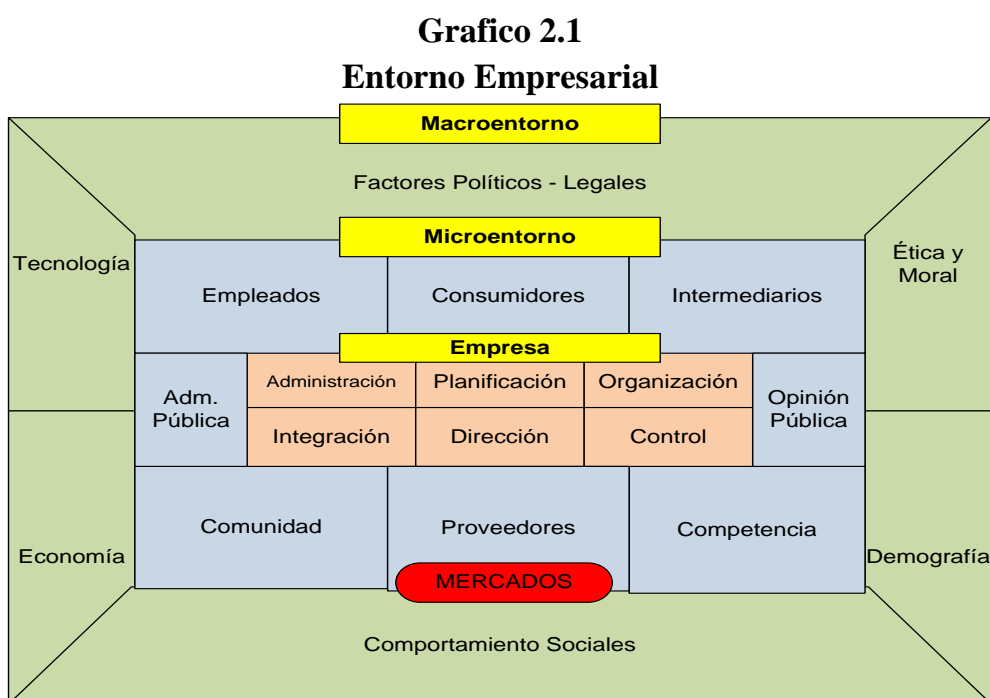 Grafico 2.1
Entorno Empresarial
Macroentorno
Factores Políticos - Legales
Microentorno
Tecnología
Ética y
Moral
Empleados
Consumidores
Intermediarios
Empresa
Adm.
Pública
Administración
Planificación
Organización
Opinión
Pública
Integración
Dirección
Control
Comunidad
Proveedores
Competencia
Economía
Demografía
MERCADOS
Comportamiento Sociales